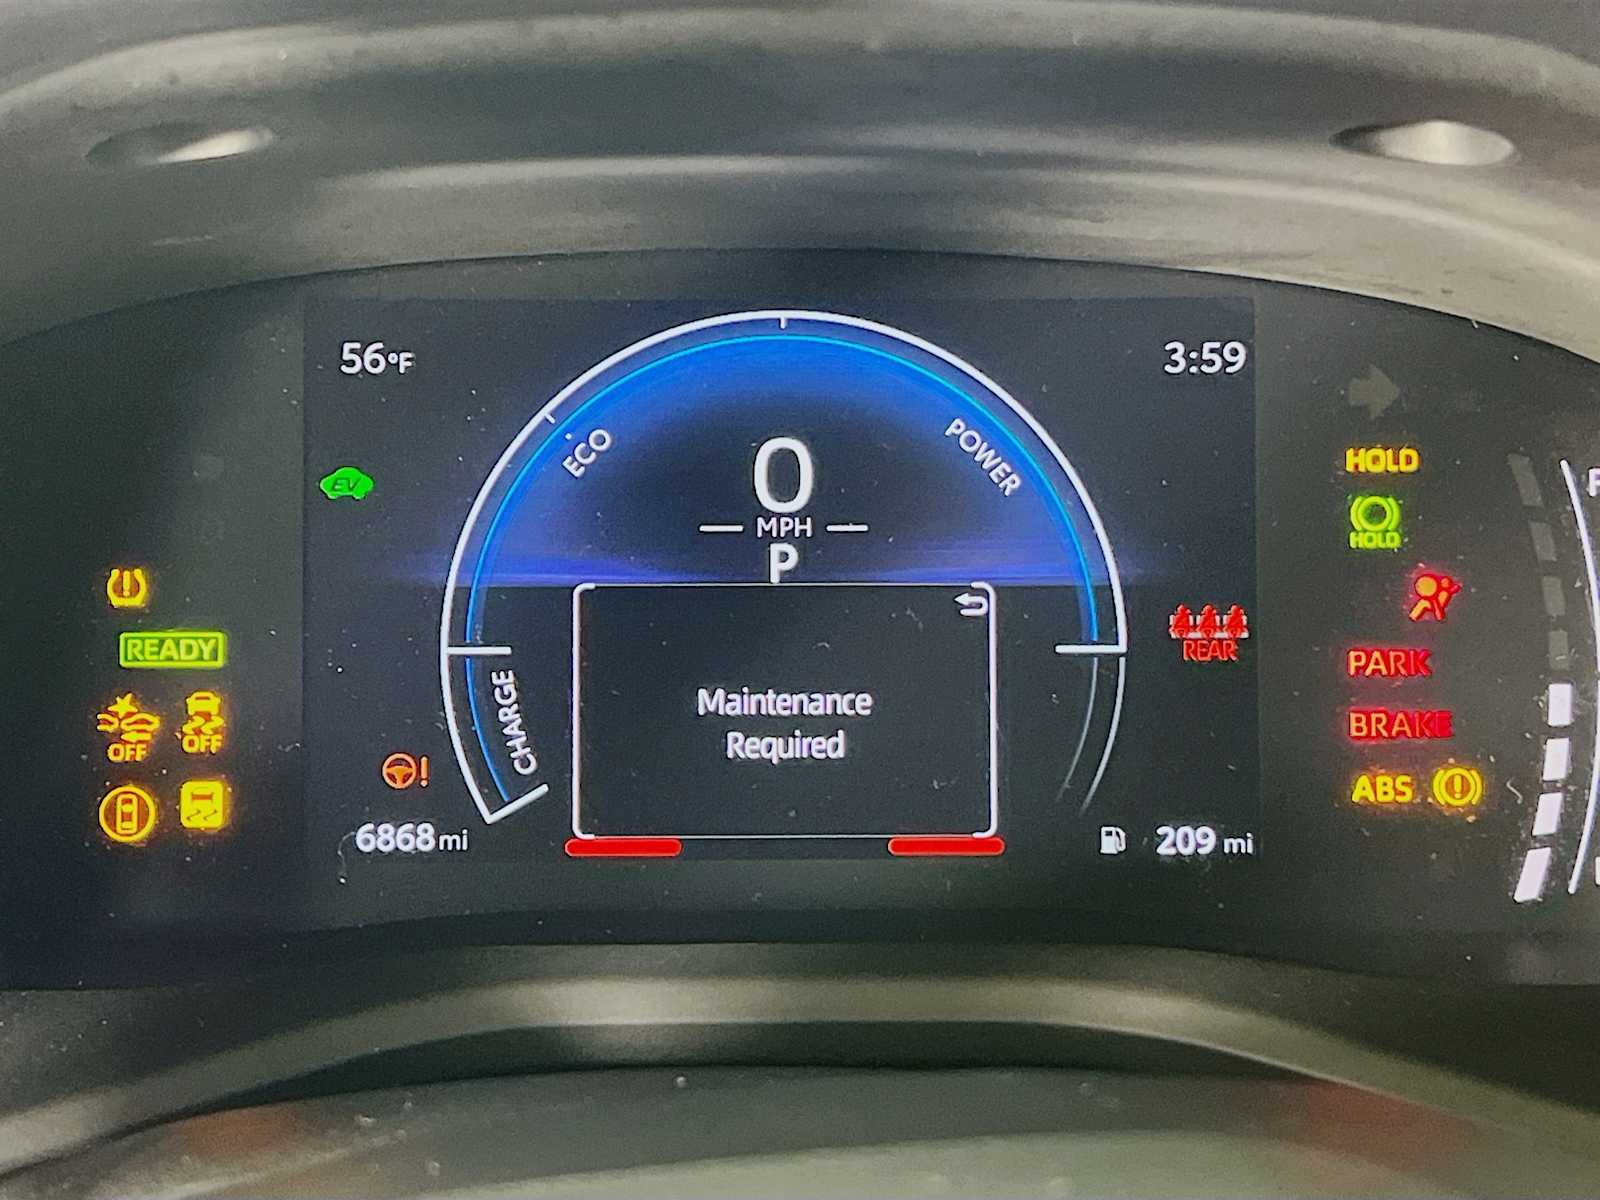 56°F
3:59
ECO
POWER
EV
0
MPH
P
HOLD
HOLD
READY
REAR
PARK
CHARGE
Maintenance
Required
OFF
OFF
BRAKE
ABS
6868 mi
209 mi